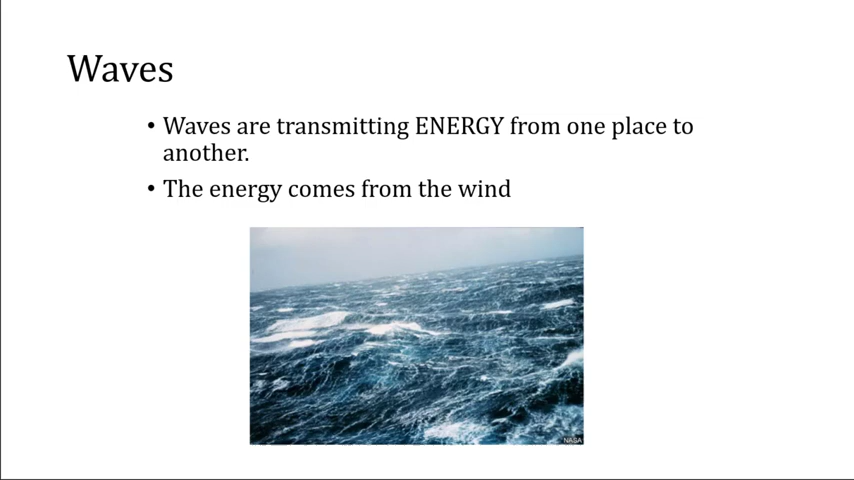 Waves
• Waves are transmitting ENERGY from one place to
another.
• The energy comes from the wind
NASA